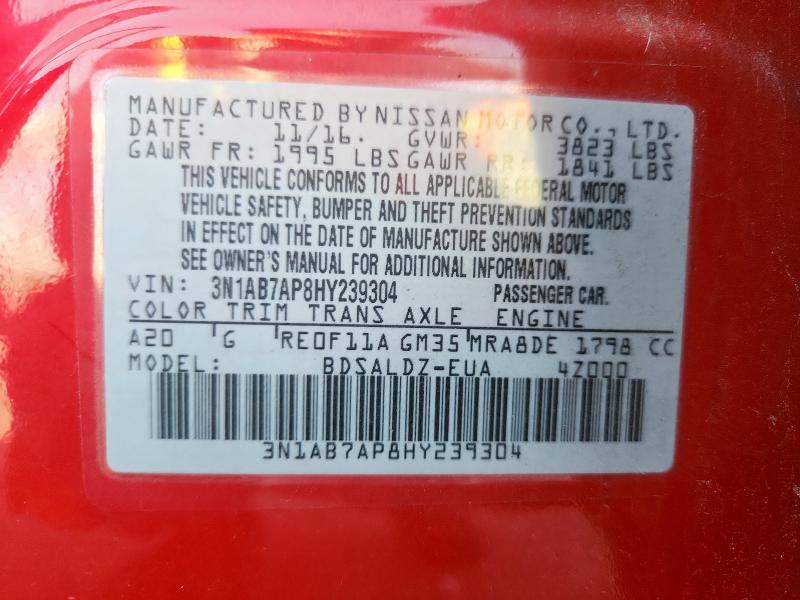 MANUFACTURED BY NISSAN MOTOR CO., LTD.
DATE: 11/16. GVWR: 3823 LBS
GAWR FR: 1995 LBS GAWR RR: 1841 LBS
THIS VEHICLE CONFORMS TO ALL APPLICABLE FEDERAL MOTOR
VEHICLE SAFETY, BUMPER AND THEFT PREVENTION STANDARDS
IN EFFECT ON THE DATE OF MANUFACTURE SHOWN ABOVE.
SEE OWNER'S MANUAL FOR ADDITIONAL INFORMATION.
VIN: 3N1AB7AP8HY239304 PASSENGER CAR.
COLOR TRIM TRANS AXLE ENGINE
A20 G RE0F11A GM35 MRA8DE 1798 CC
MODEL: BDSALDZ-EUA 4Z000
3N1AB7AP8HY239304